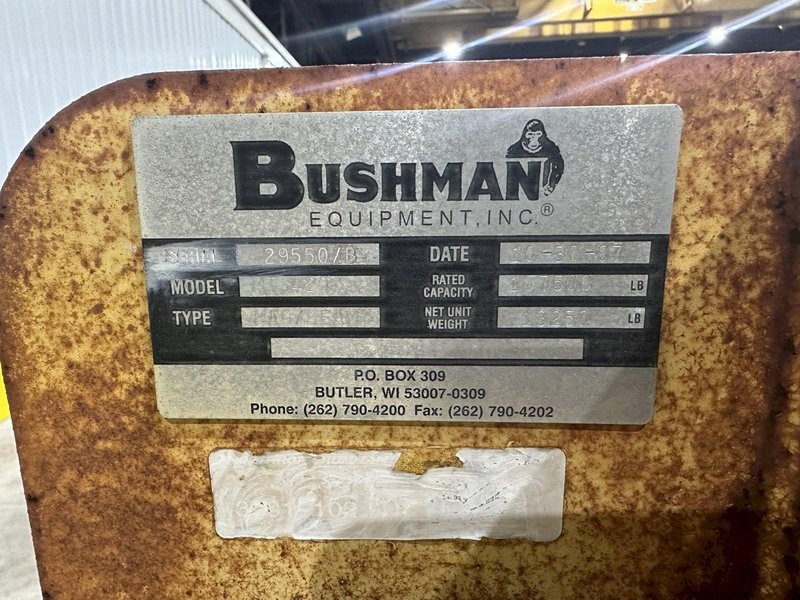 BUSHMAN
EQUIPMENT, INC.®
SERIAL 29550/B DATE
MODEL RATED CAPACITY LB
TYPE NET UNIT WEIGHT LB
P.O. BOX 309
BUTLER, WI 53007-0309
Phone: (262) 790-4200 Fax: (262) 790-4202